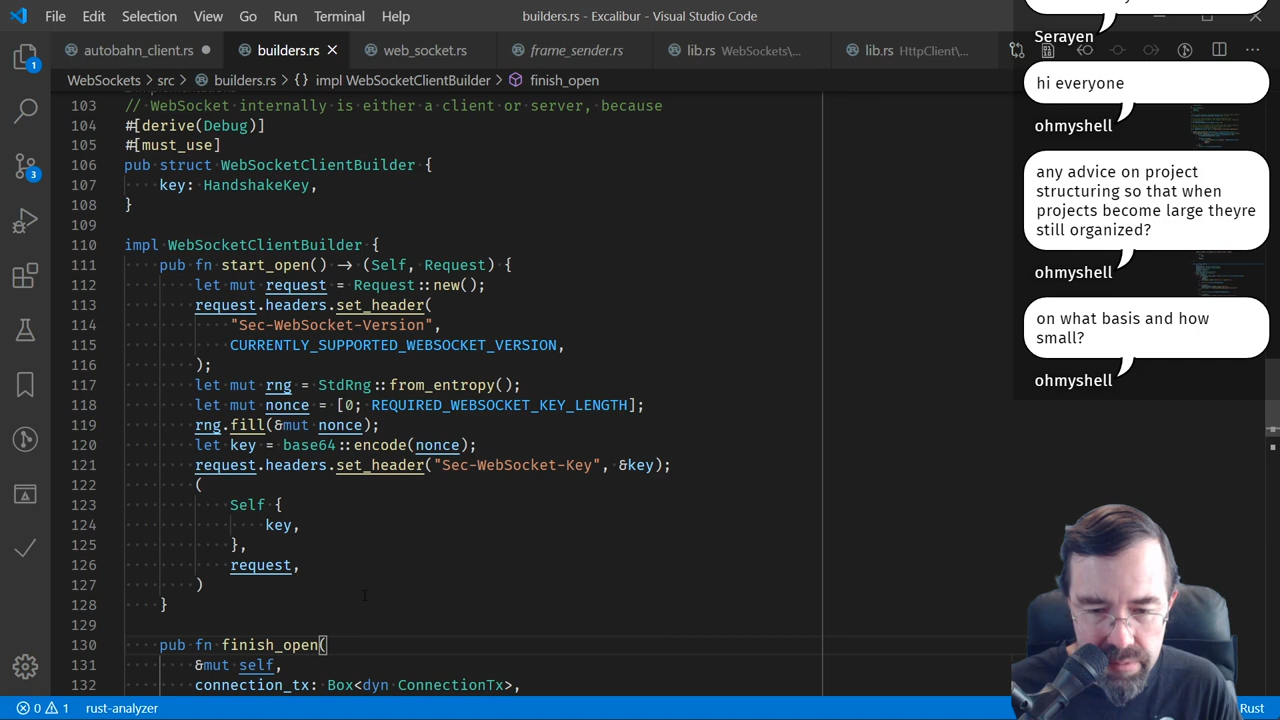 File Edit Selection View Go Run Terminal Help
builders.rs - Excalibur - Visual Studio Code
autobahn_client.rs
builders.rs
web_socket.rs
frame_sender.rs
lib.rs WebSockets\...
lib.rs HttpClient\...
WebSockets > src > builders.rs > {} impl WebSocketClientBuilder > finish_open
103 // WebSocket internally is either a client or server, because
104 #[derive(Debug)]
105 #[must_use]
106 pub struct WebSocketClientBuilder {
107 ····key: HandshakeKey,
108 }
109
110 impl WebSocketClientBuilder {
111 ····pub fn start_open() -> (Self, Request) {
112 ········let mut request = Request::new();
113 ········request.headers.set_header(
114 ············"Sec-WebSocket-Version",
115 ············CURRENTLY_SUPPORTED_WEBSOCKET_VERSION,
116 ········);
117 ········let mut rng = StdRng::from_entropy();
118 ········let mut nonce = [0; REQUIRED_WEBSOCKET_KEY_LENGTH];
119 ········rng.fill(&mut nonce);
120 ········let key = base64::encode(nonce);
121 ········request.headers.set_header("Sec-WebSocket-Key", &key);
122 ········(
123 ············Self {
124 ················key,
125 ············},
126 ············request,
127 ········)
128 ····}
129
130 ····pub fn finish_open(
131 ········&mut self,
132 ········connection_tx: Box<dyn ConnectionTx>,
Serayen
hi everyone
ohmyshell
any advice on project
structuring so that when
projects become large theyre
still organized?
ohmyshell
on what basis and how
small?
ohmyshell
1
3
0 1 rust-analyzer
Rust